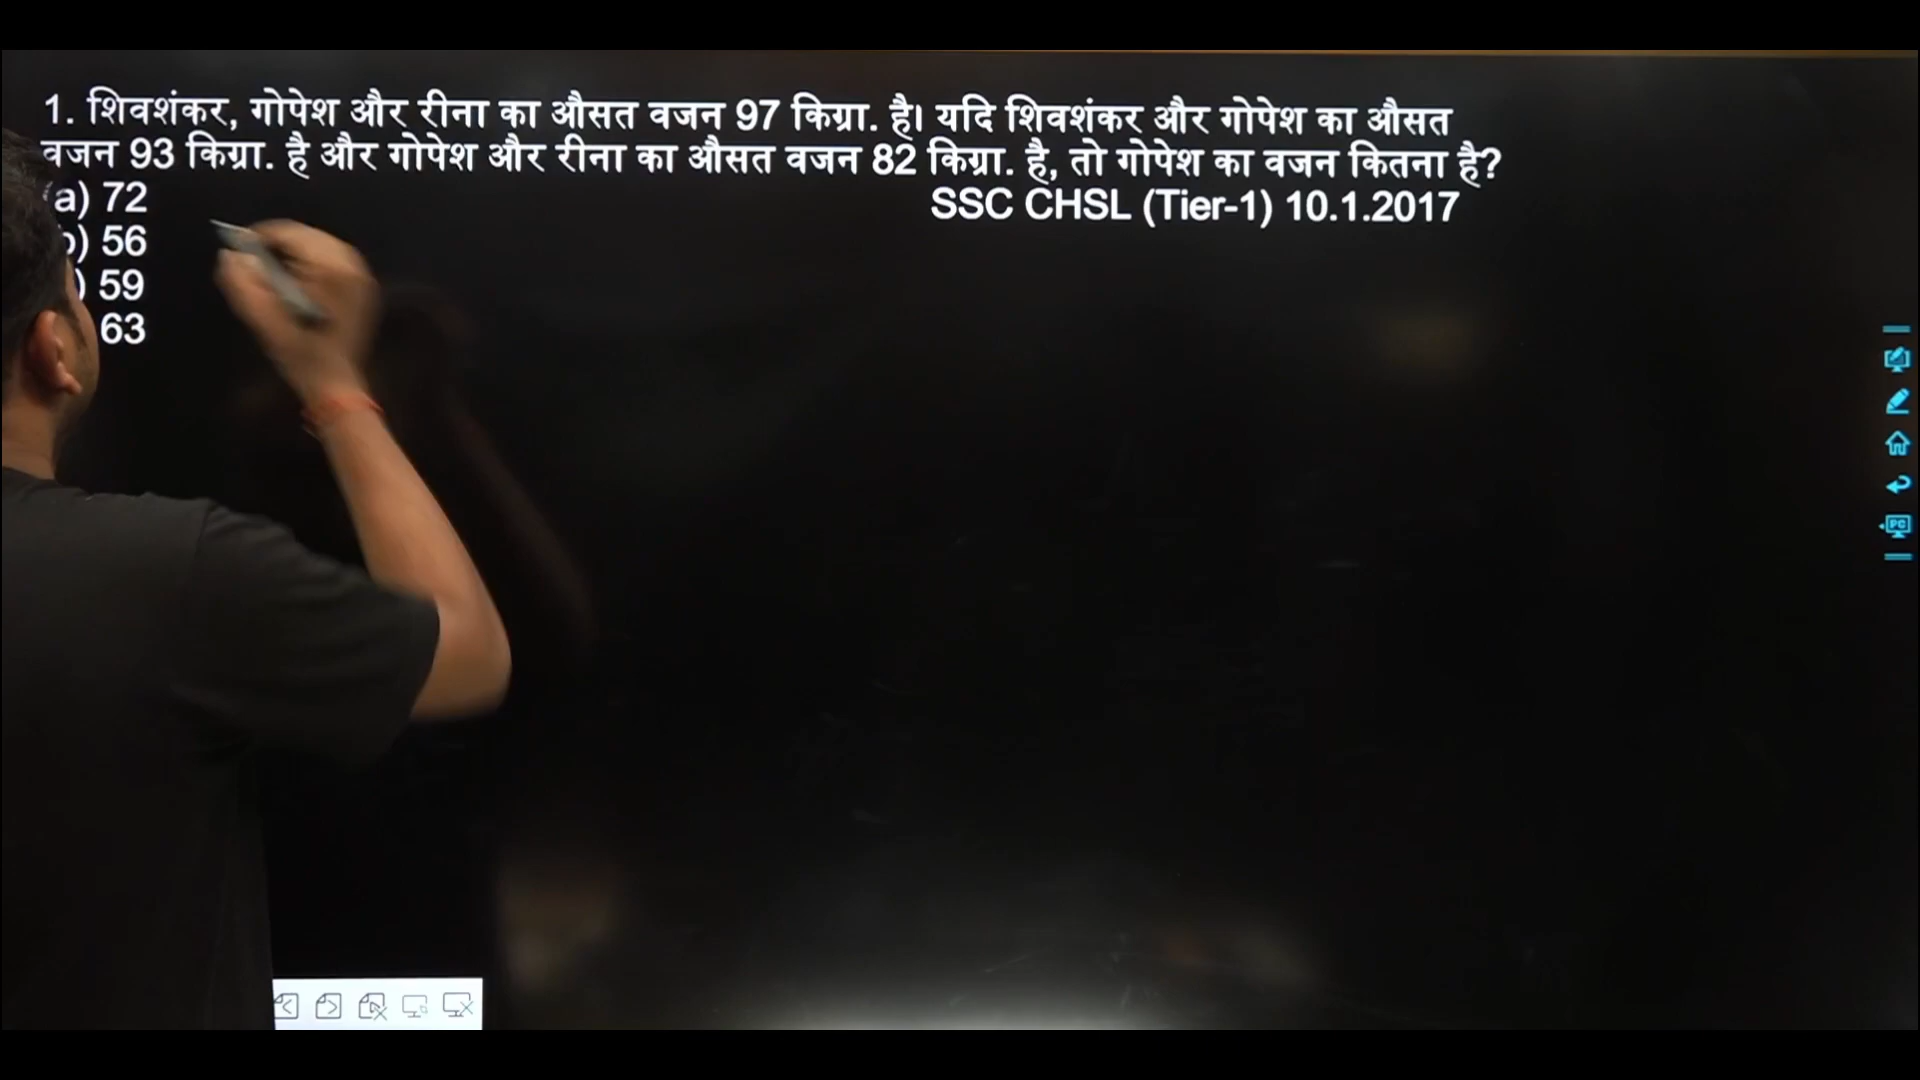 1. शिवशंकर, गोपेश और रीना का औसत वजन 97 किग्रा. है। यदि शिवशंकर और गोपेश का औसत
वजन 93 किग्रा. है और गोपेश और रीना का औसत वजन 82 किग्रा. है, तो गोपेश का वजन कितना है?
a) 72
SSC CHSL (Tier-1) 10.1.2017
b) 56
) 59
63
PC